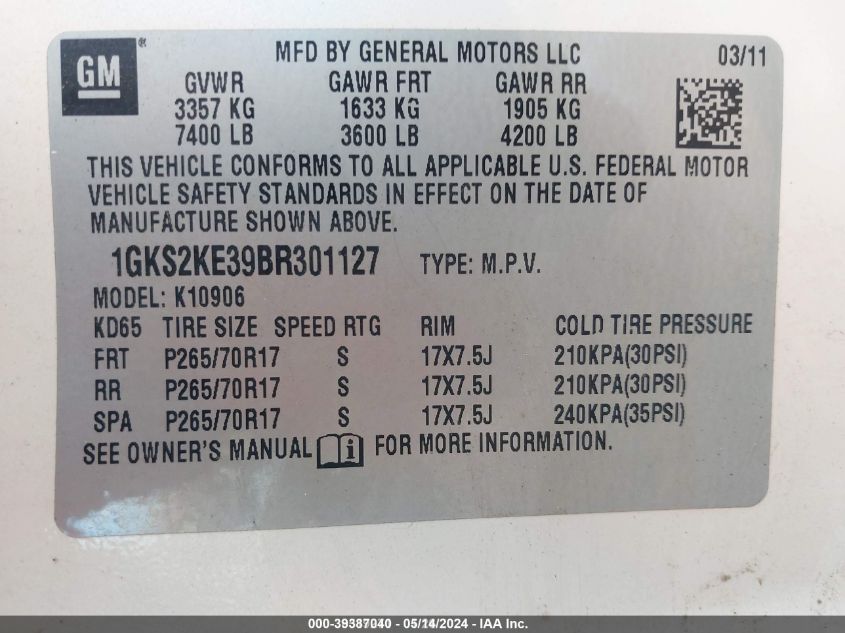 GM®
MFD BY GENERAL MOTORS LLC 03/11
GVWR GAWR FRT GAWR RR
3357 KG 1633 KG 1905 KG
7400 LB 3600 LB 4200 LB
THIS VEHICLE CONFORMS TO ALL APPLICABLE U.S. FEDERAL MOTOR
VEHICLE SAFETY STANDARDS IN EFFECT ON THE DATE OF
MANUFACTURE SHOWN ABOVE.
1GKS2KE39BR301127 TYPE: M.P.V.
MODEL: K10906
KD65 TIRE SIZE SPEED RTG RIM COLD TIRE PRESSURE
FRT P265/70R17 S 17X7.5J 210KPA(30PSI)
RR P265/70R17 S 17X7.5J 210KPA(30PSI)
SPA P265/70R17 S 17X7.5J 240KPA(35PSI)
SEE OWNER'S MANUAL i FOR MORE INFORMATION.
000-39387040 - 05/14/2024 - IAA Inc.